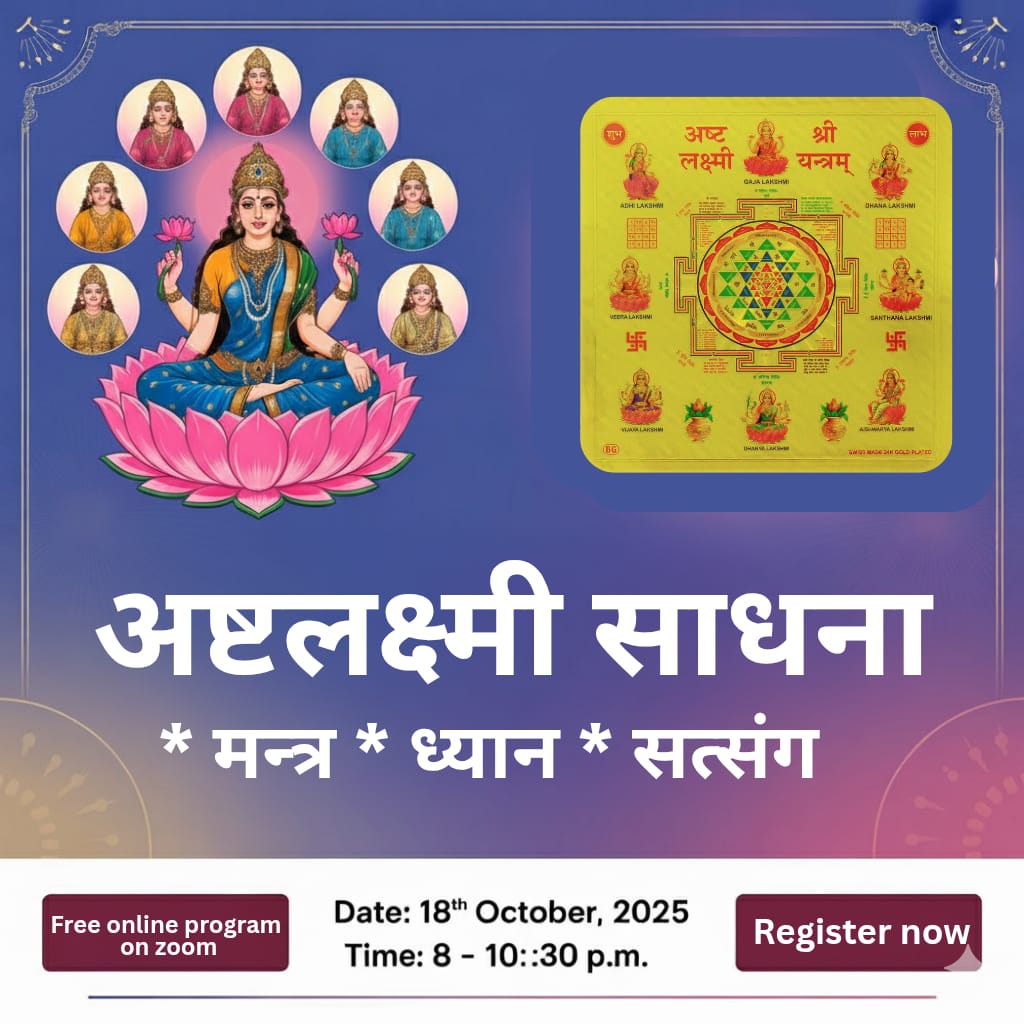 शुभ
अष्ट श्री
लक्ष्मी यन्त्रम्
लाभ
GAJA LAKSHMI
ADHI LAKSHMI
DHANA LAKSHMI
VEERA LAKSHMI
SANTHANA LAKSHMI
VIJAYA LAKSHMI
DHANYA LAKSHMI
AISHWARYA LAKSHMI
BG
SWISS MADE 24K GOLD PLATED
अष्टलक्ष्मी साधना
* मन्त्र * ध्यान * सत्संग
Free online program
on zoom
Date: 18th October, 2025
Time: 8 - 10::30 p.m.
Register now